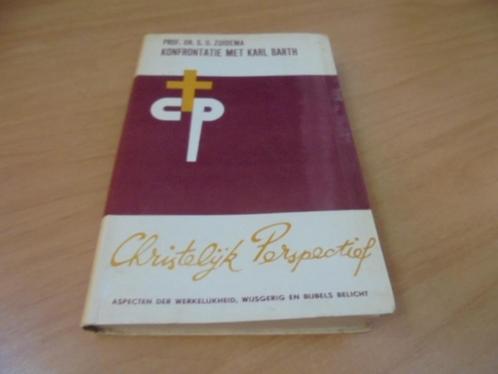 PROF. DR. S. U. ZUIDEMA
KONFRONTATIE MET KARL BARTH
CP
Christelijk Perspectief
ASPECTEN DER WERKELIJKHEID, WIJSGERIG EN BIJBELS BELICHT